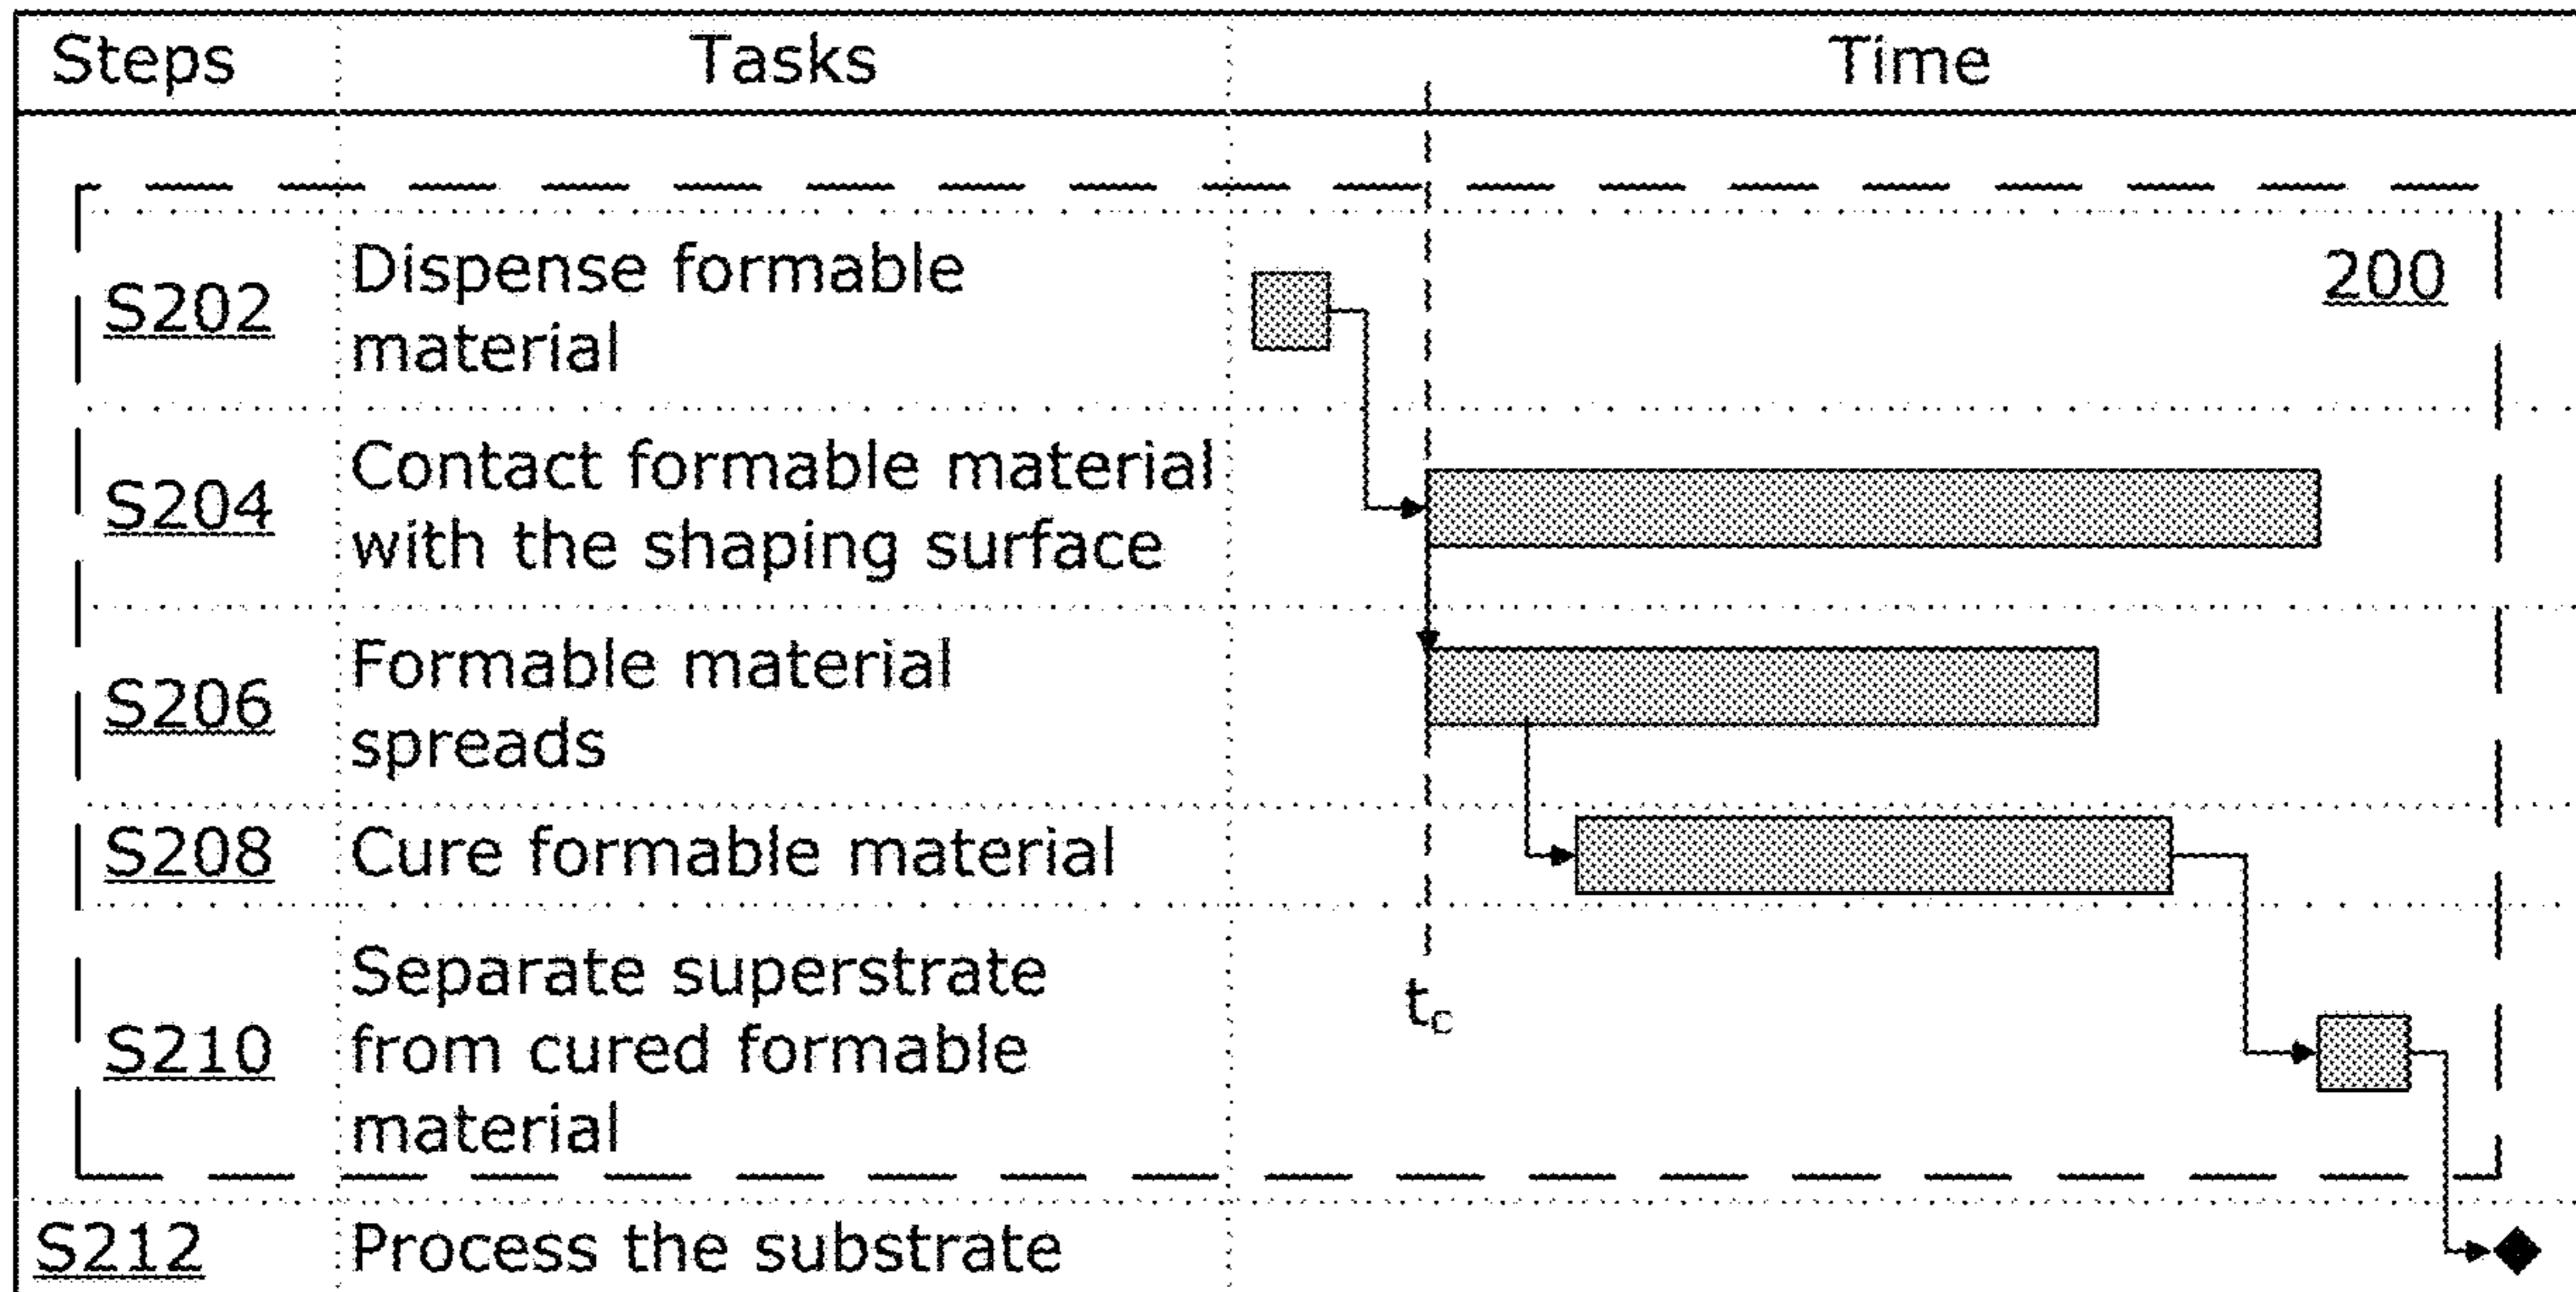 Steps Tasks Time
200
S202 Dispense formable
material
S204 Contact formable material
with the shaping surface
S206 Formable material
spreads
S208 Cure formable material
S210 Separate superstrate
from cured formable
material
tc
S212 Process the substrate